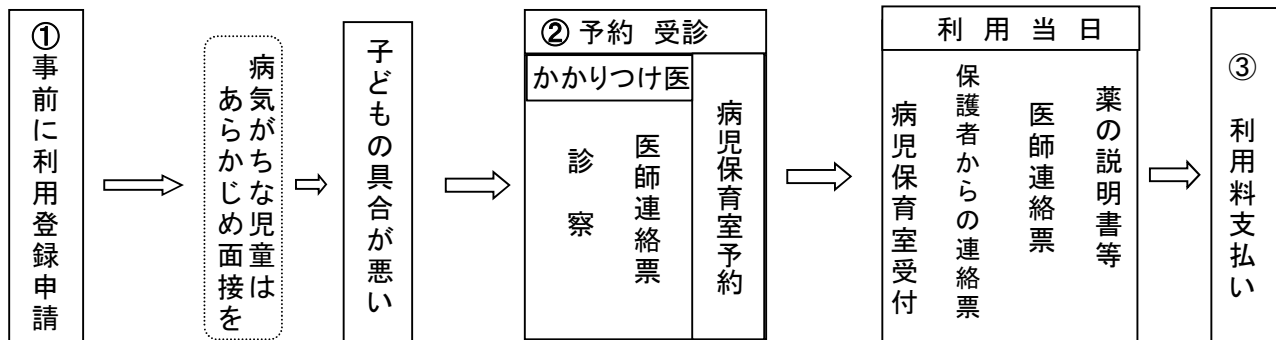 ①事前に利用登録申請
病気がちな児童は
あらかじめ面接を
子どもの具合が悪い
②予約 受診
かかりつけ医
診察
医師連絡票
病児保育室予約
利用当日
病児保育室受付
保護者からの連絡票
医師連絡票
薬の説明書等
③ 利用料支払い